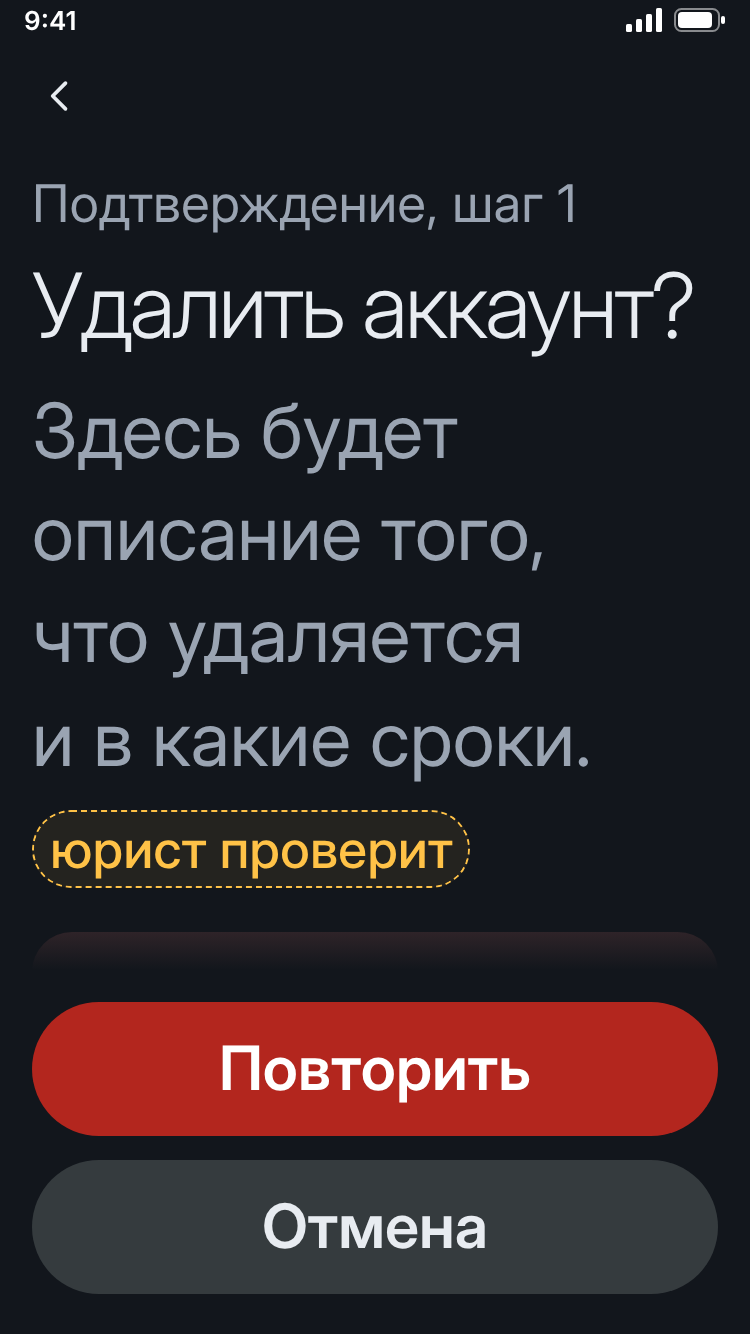 9:41
Подтверждение, шаг 1
Удалить аккаунт?
Здесь будет
описание того,
что удаляется
и в какие сроки.
юрист проверит
Повторить
Отмена